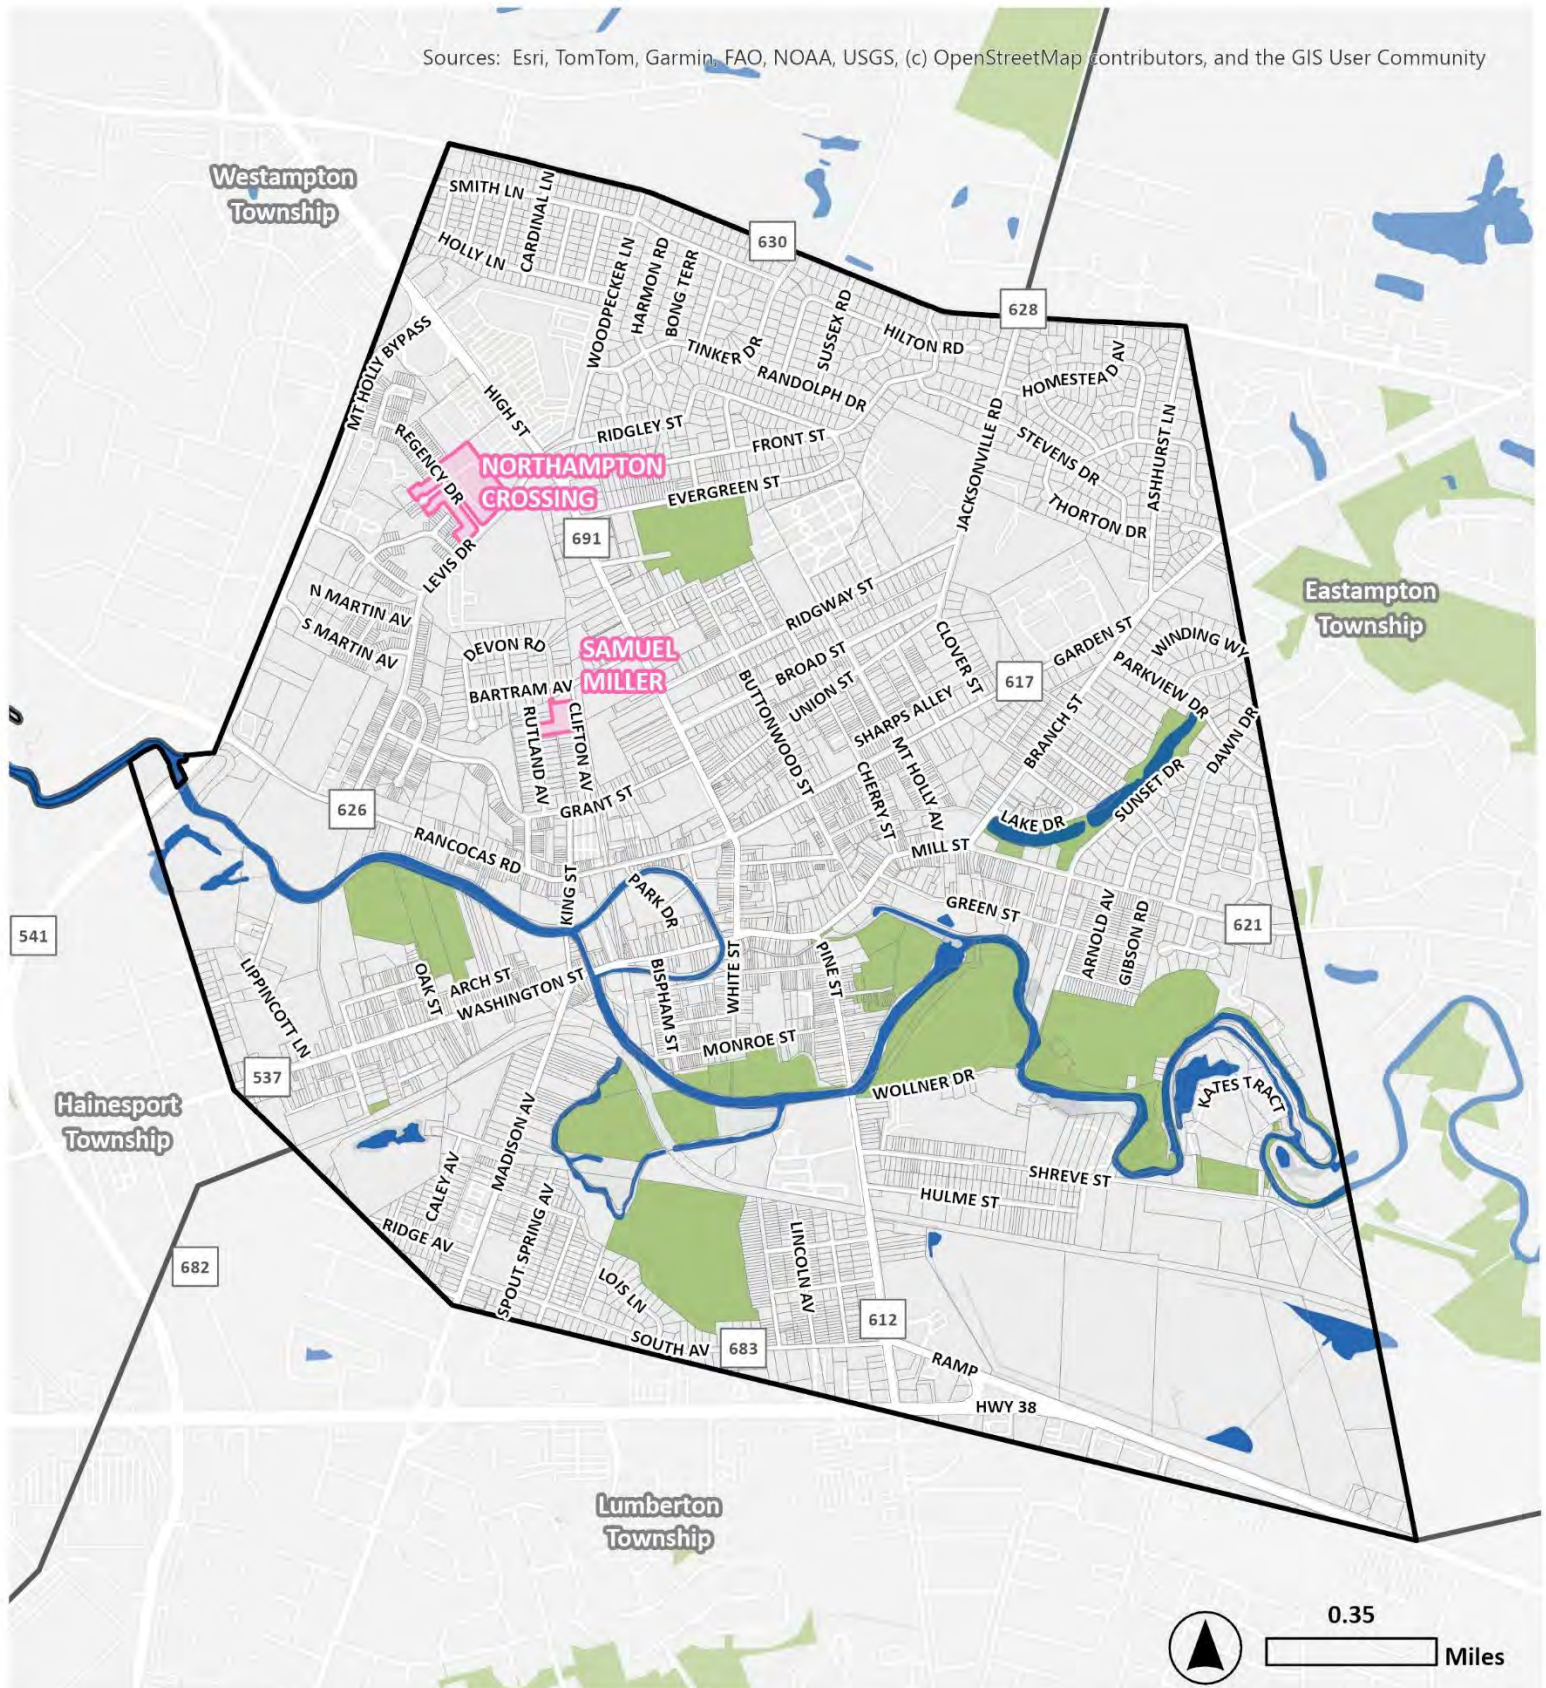 Sources: Esri, TomTom, Garmin, FAO, NOAA, USGS, (c) OpenStreetMap contributors, and the GIS User Community
Westampton
Township
SMITH LN
CARDINAL LN
HOLLY LN
WOODPECKER LN
HARMON RD
BONG TERR
630
628
SUSSEX RD
HILTON RD
TINKER DR
RANDOLPH DR
HOMESTEAD AV
MT HOLLY BYPASS
HIGH ST
REGENCY DR
RIDGLEY ST
FRONT ST
EVERGREEN ST
JACKSONVILLE RD
STEVENS DR
ASHHURST LN
THORTON DR
NORTHAMPTON
CROSSING
691
LEVIS DR
N MARTIN AV
S MARTIN AV
DEVON RD
SAMUEL
MILLER
BARTRAM AV
RUTLAND AV
CLIFTON AV
GRANT ST
RIDGWAY ST
BROAD ST
UNION ST
BUTTONWOOD ST
SHARPS ALLEY
CLOVER ST
617
GARDEN ST
WINDING WY
PARKVIEW DR
DAWN DR
Eastampton
Township
BRANCH ST
SUNSET DR
LAKE DR
CHERRY ST
MT HOLLY AV
MILL ST
626
RANCOCAS RD
KING ST
PARK DR
GREEN ST
ARNOLD AV
GIBSON RD
621
541
LIPPINCOTT LN
OAK ST
ARCH ST
WASHINGTON ST
BISPHAM ST
WHITE ST
PINE ST
MONROE ST
WOLLNER DR
KATES TRACT
537
Hainesport
Township
MADISON AV
CALEY AV
RIDGE AV
SPOUT SPRING AV
LOIS LN
SHREVE ST
HULME ST
LINCOLN AV
682
612
SOUTH AV
683
RAMP
HWY 38
Lumberton
Township
0.35
Miles